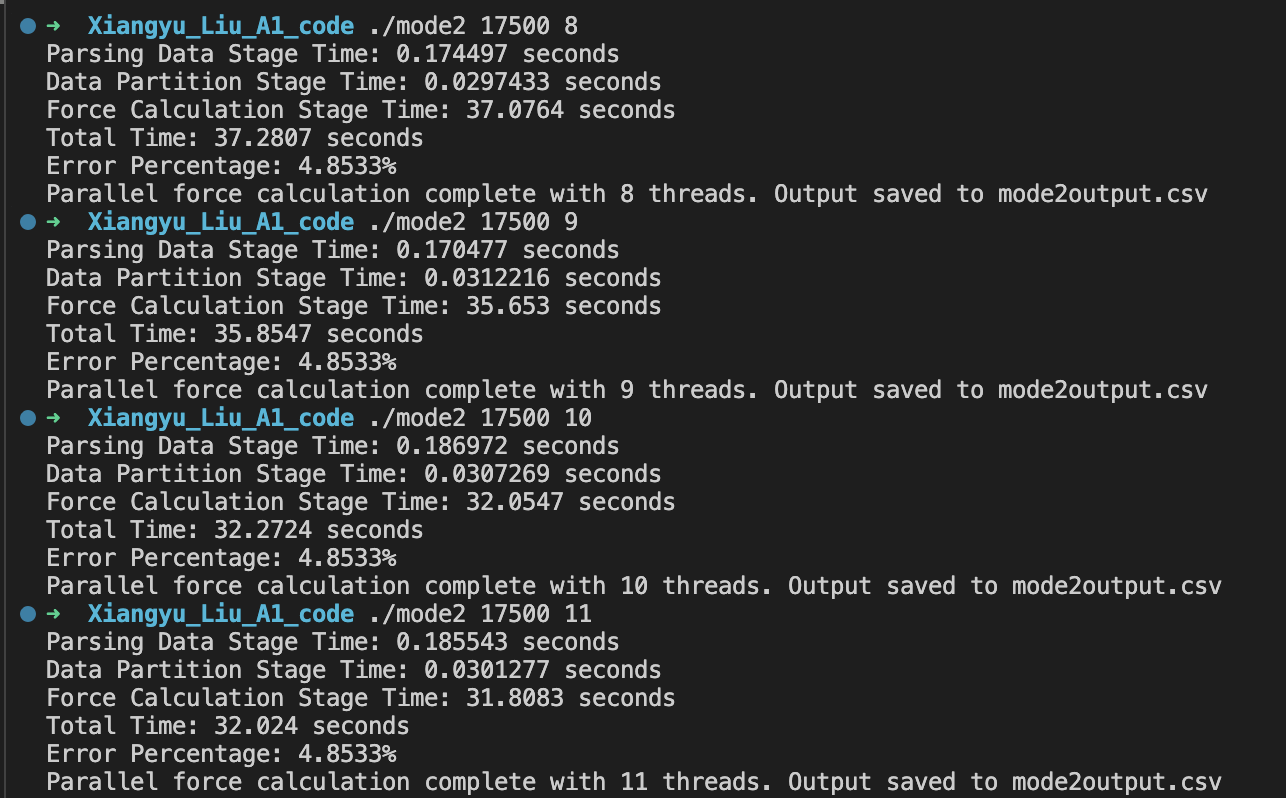 ➜ Xiangyu_Liu_A1_code ./mode2 17500 8
Parsing Data Stage Time: 0.174497 seconds
Data Partition Stage Time: 0.0297433 seconds
Force Calculation Stage Time: 37.0764 seconds
Total Time: 37.2807 seconds
Error Percentage: 4.8533%
Parallel force calculation complete with 8 threads. Output saved to mode2output.csv
➜ Xiangyu_Liu_A1_code ./mode2 17500 9
Parsing Data Stage Time: 0.170477 seconds
Data Partition Stage Time: 0.0312216 seconds
Force Calculation Stage Time: 35.653 seconds
Total Time: 35.8547 seconds
Error Percentage: 4.8533%
Parallel force calculation complete with 9 threads. Output saved to mode2output.csv
➜ Xiangyu_Liu_A1_code ./mode2 17500 10
Parsing Data Stage Time: 0.186972 seconds
Data Partition Stage Time: 0.0307269 seconds
Force Calculation Stage Time: 32.0547 seconds
Total Time: 32.2724 seconds
Error Percentage: 4.8533%
Parallel force calculation complete with 10 threads. Output saved to mode2output.csv
➜ Xiangyu_Liu_A1_code ./mode2 17500 11
Parsing Data Stage Time: 0.185543 seconds
Data Partition Stage Time: 0.0301277 seconds
Force Calculation Stage Time: 31.8083 seconds
Total Time: 32.024 seconds
Error Percentage: 4.8533%
Parallel force calculation complete with 11 threads. Output saved to mode2output.csv